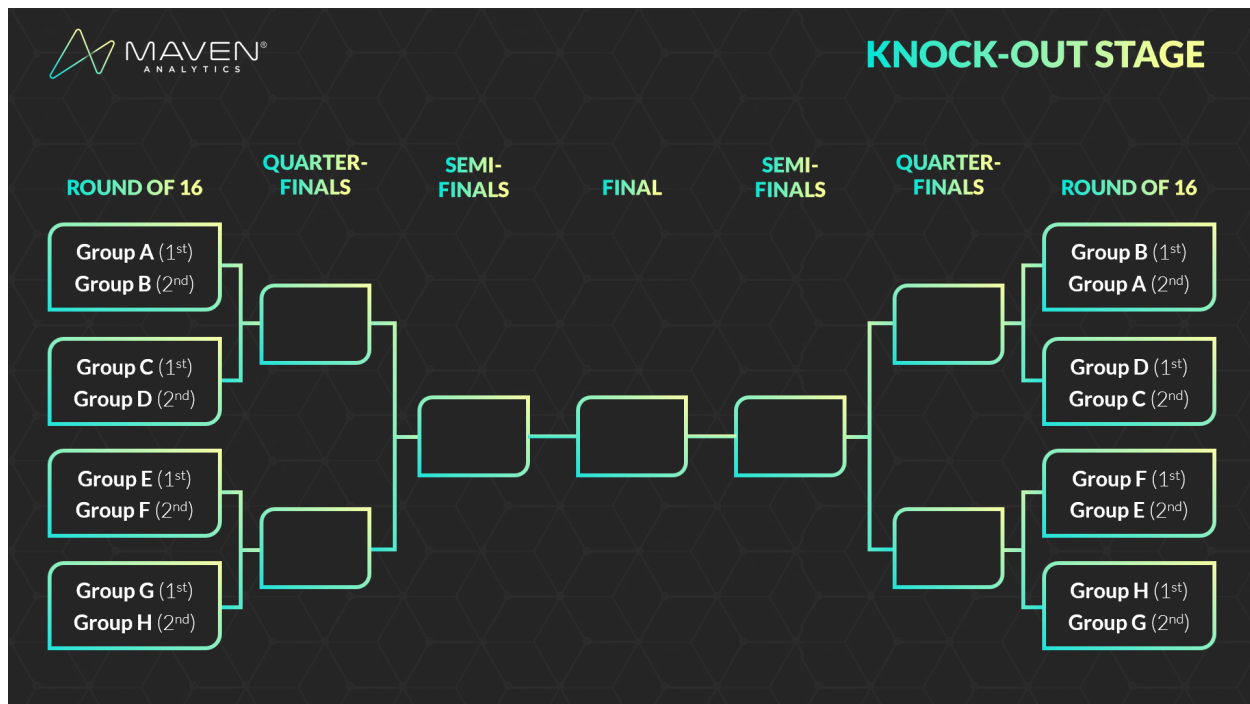 MAVEN®
ANALYTICS
KNOCK-OUT STAGE
ROUND OF 16
QUARTER-
FINALS
SEMI-
FINALS
FINAL
SEMI-
FINALS
QUARTER-
FINALS
ROUND OF 16
Group A (1st)
Group B (2nd)
Group C (1st)
Group D (2nd)
Group E (1st)
Group F (2nd)
Group G (1st)
Group H (2nd)
Group B (1st)
Group A (2nd)
Group D (1st)
Group C (2nd)
Group F (1st)
Group E (2nd)
Group H (1st)
Group G (2nd)